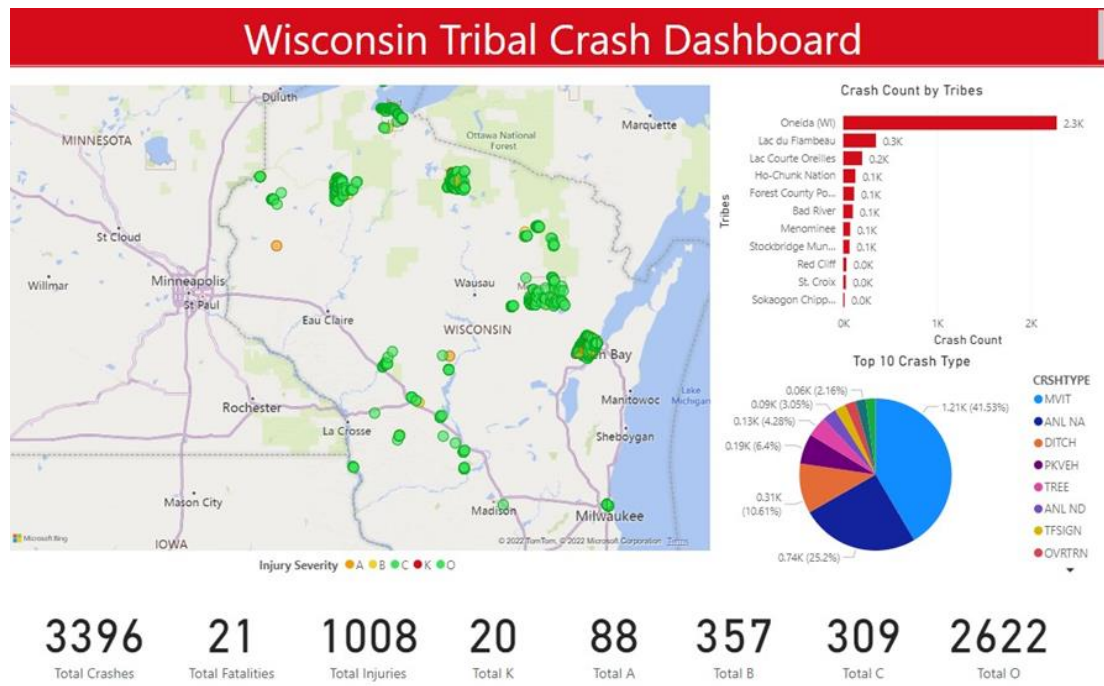 Wisconsin Tribal Crash Dashboard
Duluth
MINNESOTA
Ottawa National
Forest
Marquette
St Cloud
Willmar
Minneapolis
St Paul
Wausau
Eau Claire
WISCONSIN
Bay
Lake
Michigan
Rochester
Manitowoc
La Crosse
Sheboygan
Mason City
Madison
Milwaukee
IOWA
Microsoft Bing
© 2022 TomTom, © 2022 Microsoft Corporation Terms
Injury Severity A B C K O
Crash Count by Tribes
Tribes
Oneida (WI) 2.3K
Lac du Flambeau 0.3K
Lac Courte Oreilles 0.2K
Ho-Chunk Nation 0.1K
Forest County Po... 0.1K
Bad River 0.1K
Menominee 0.1K
Stockbridge Mun... 0.1K
Red Cliff 0.0K
St. Croix 0.0K
Sokaogon Chipp... 0.0K
0K 1K 2K
Crash Count
Top 10 Crash Type
0.06K (2.16%)
0.09K (3.05%)
0.13K (4.28%)
0.19K (6.4%)
0.31K
(10.61%)
0.74K (25.2%)
1.21K (41.53%)
CRSHTYPE
MVIT
ANL NA
DITCH
PKVEH
TREE
ANL ND
TFSIGN
OVRTRN
3396 21 1008 20 88 357 309 2622
Total Crashes Total Fatalities Total Injuries Total K Total A Total B Total C Total O